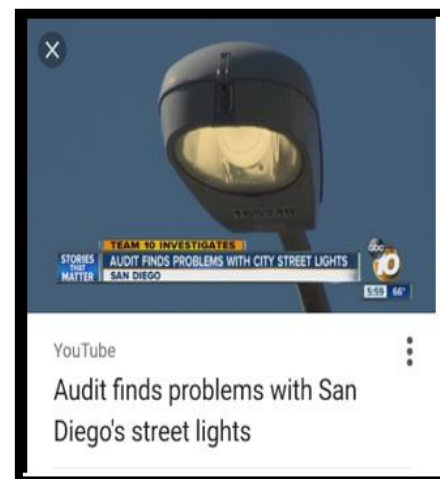 X
TEAM 10 INVESTIGATES
STORIES THAT MATTER
AUDIT FINDS PROBLEMS WITH CITY STREET LIGHTS
SAN DIEGO
abc 10
5:59 66°
YouTube
Audit finds problems with San
Diego's street lights